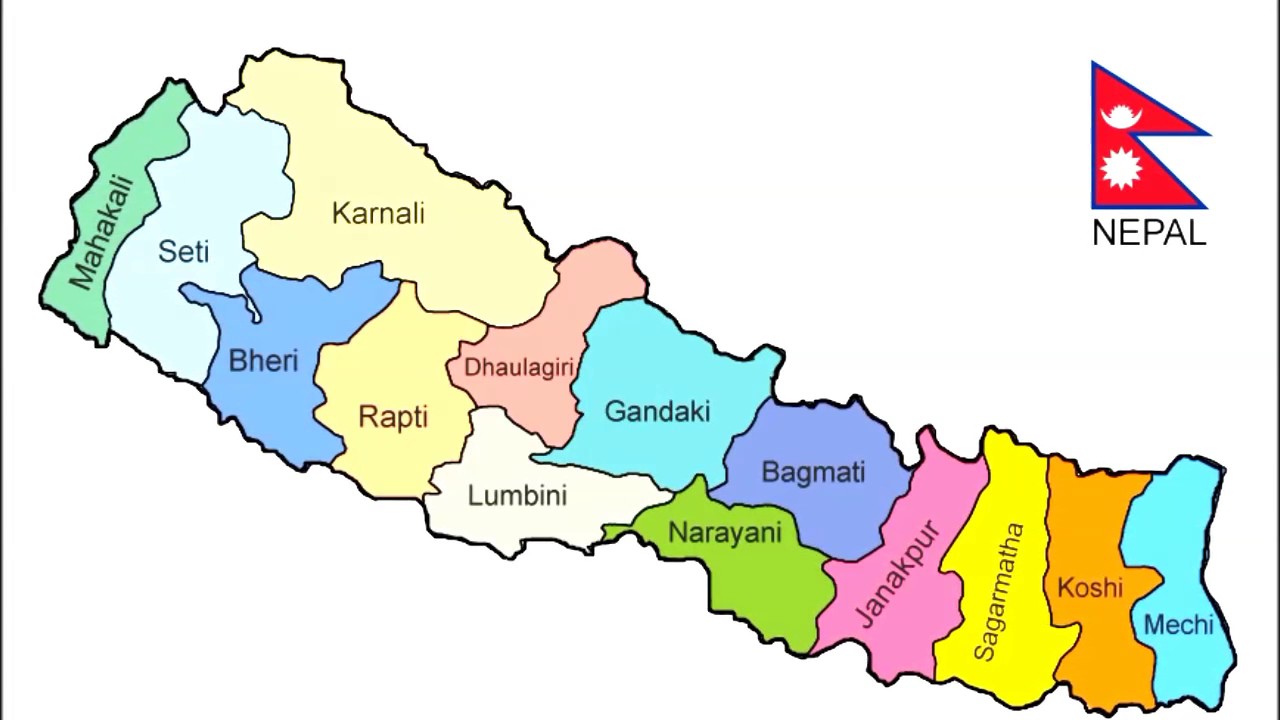 Karnali
NEPAL
Mahakali
Seti
Bheri
Dhaulagiri
Rapti
Gandaki
Bagmati
Lumbini
Narayani
Janakpur
Sagarmatha
Koshi
Mechi